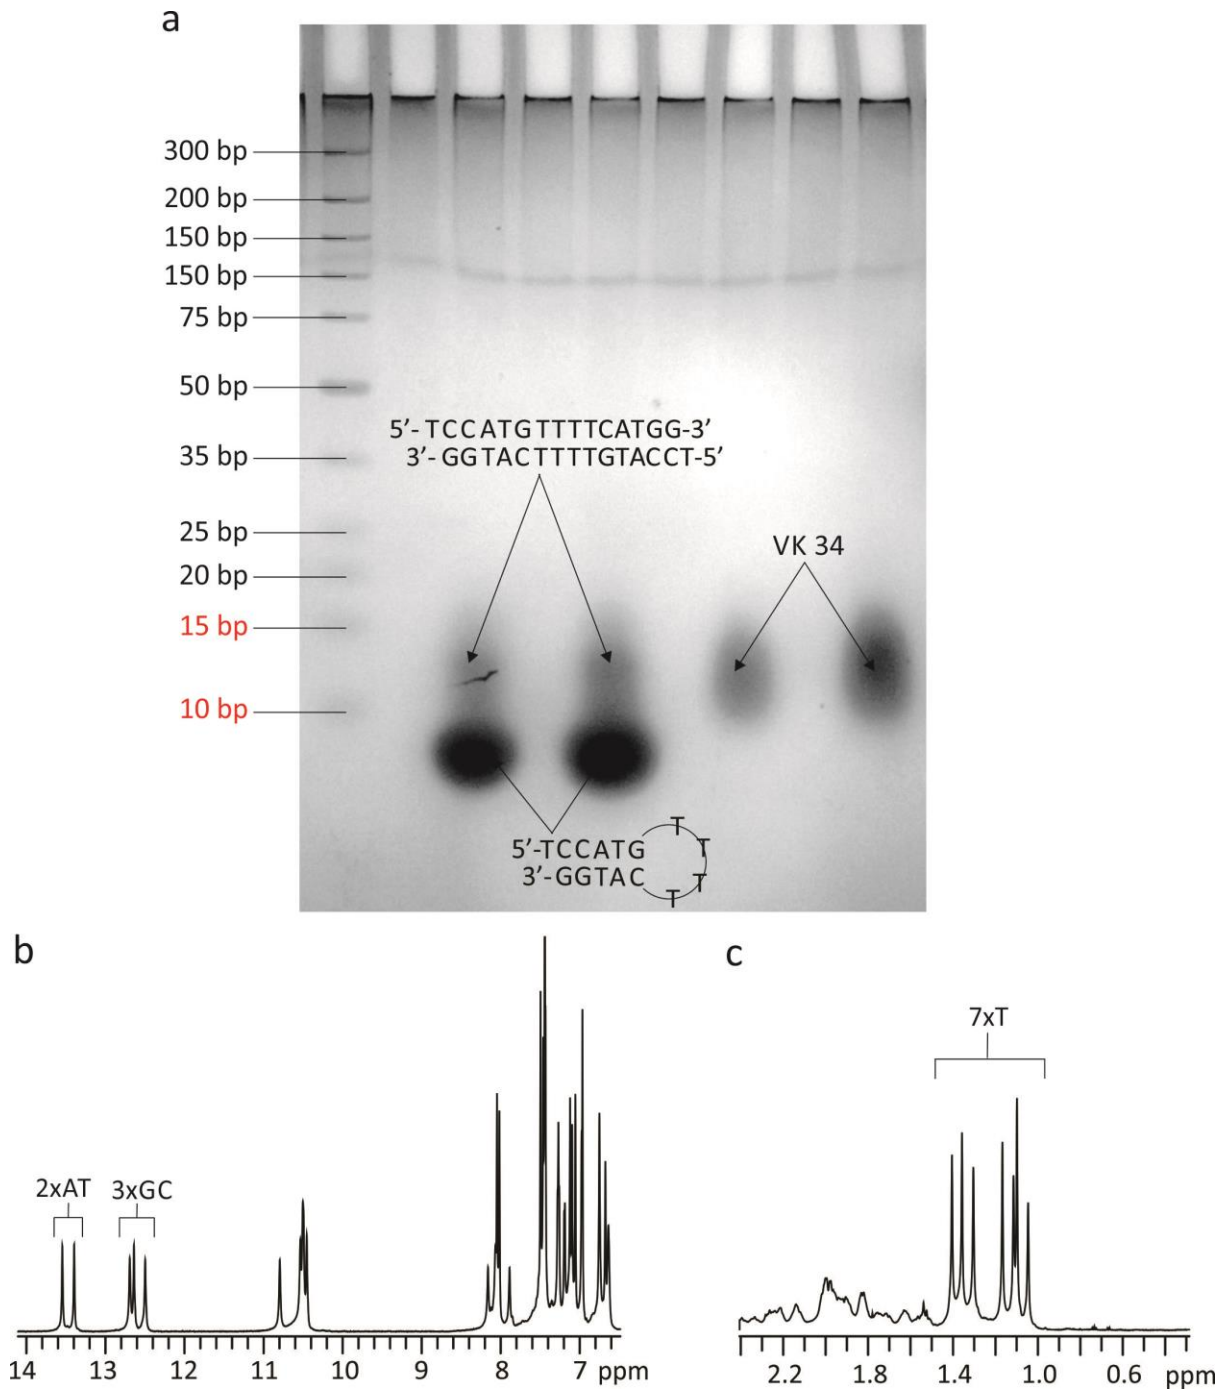 a
300 bp
200 bp
150 bp
150 bp
75 bp
50 bp
5’- TCCATGTTTTCATGG-3’
3’- GGTACTTTTGTACCT-5’
35 bp
25 bp
VK 34
20 bp
15 bp
10 bp
T
5’-TCCATG
T
3’-GGTAC
T
T
b
c
7xT
2xAT 3xGC
14 13 12 11 10 9 8 7 ppm
2.2 1.8 1.4 1.0 0.6 ppm